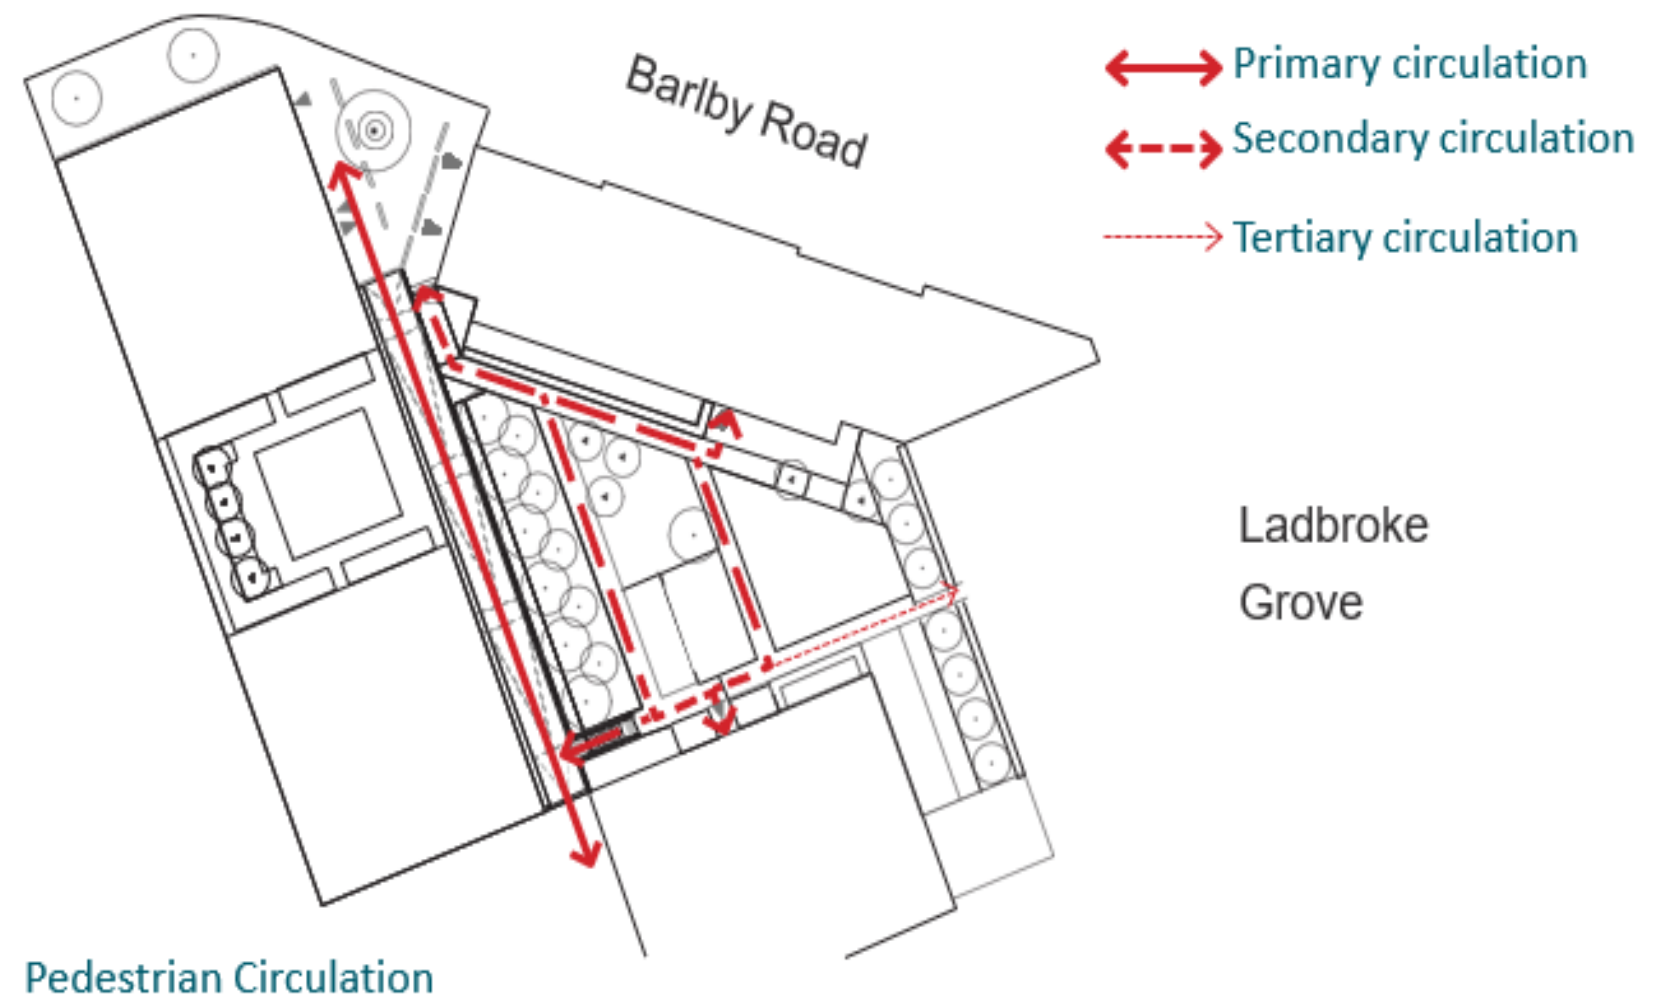 Barlby Road
Primary circulation
Secondary circulation
Tertiary circulation
Ladbroke
Grove
Pedestrian Circulation